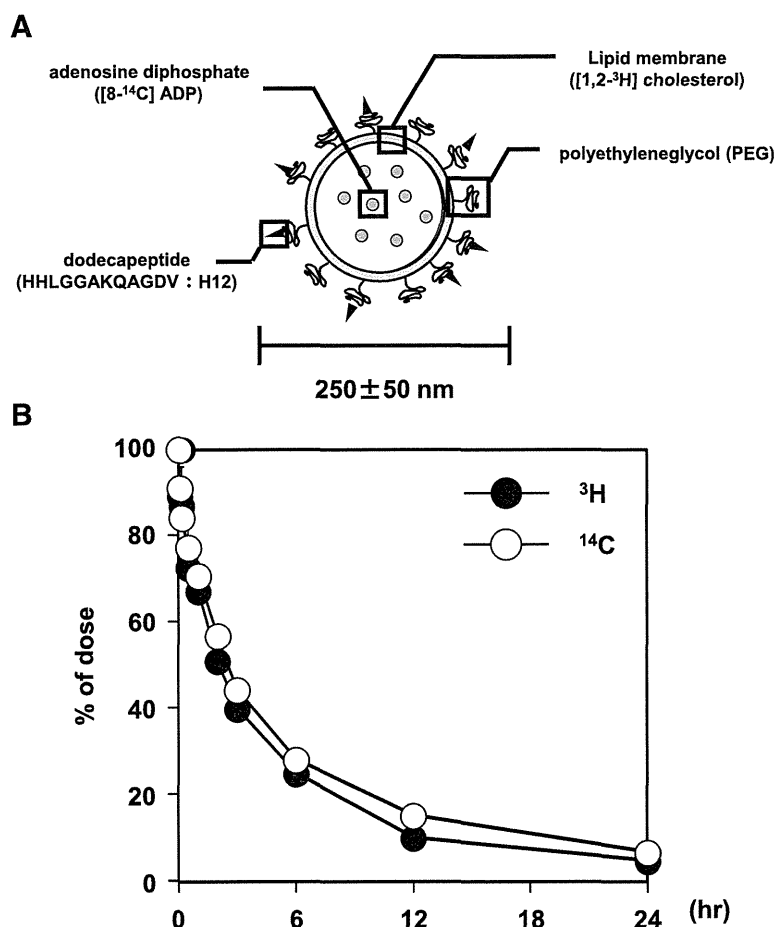 A
adenosine diphosphate
([8-¹⁴C] ADP)
Lipid membrane
([1,2-³H] cholesterol)
polyethyleneglycol (PEG)
dodecapeptide
(HHLGGAKQAGDV : H12)
250±50 nm
B
100
80
60
40
20
0
% of dose
³H
¹⁴C
0 6 12 18 24 (hr)